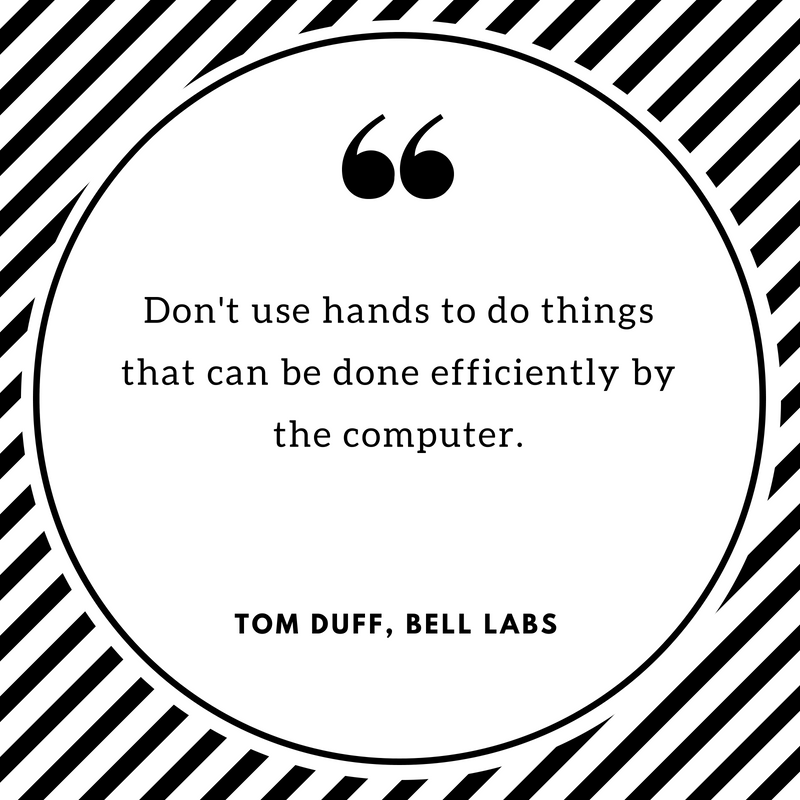 “
Don't use hands to do things
that can be done efficiently by
the computer.
TOM DUFF, BELL LABS